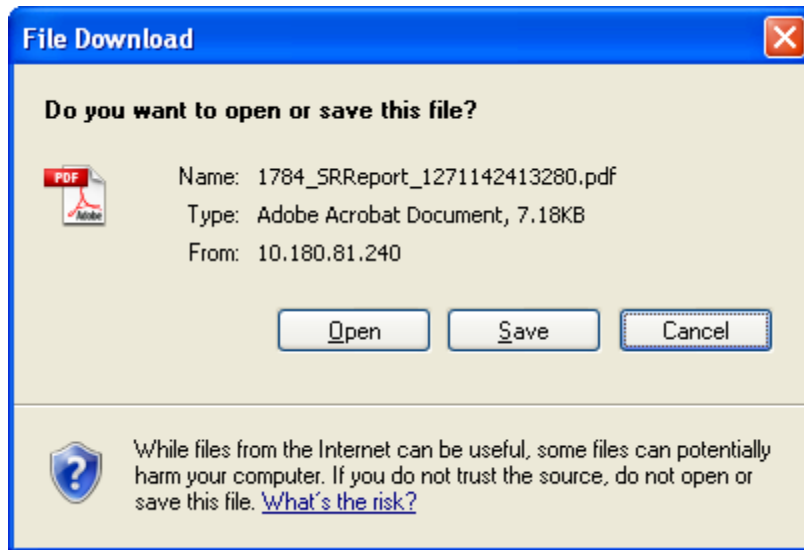 File Download
Do you want to open or save this file?
PDF
Adobe
Name: 1784_SRReport_1271142413280.pdf
Type: Adobe Acrobat Document, 7.18KB
From: 10.180.81.240
Open Save Cancel
While files from the Internet can be useful, some files can potentially
harm your computer. If you do not trust the source, do not open or
save this file. What's the risk?